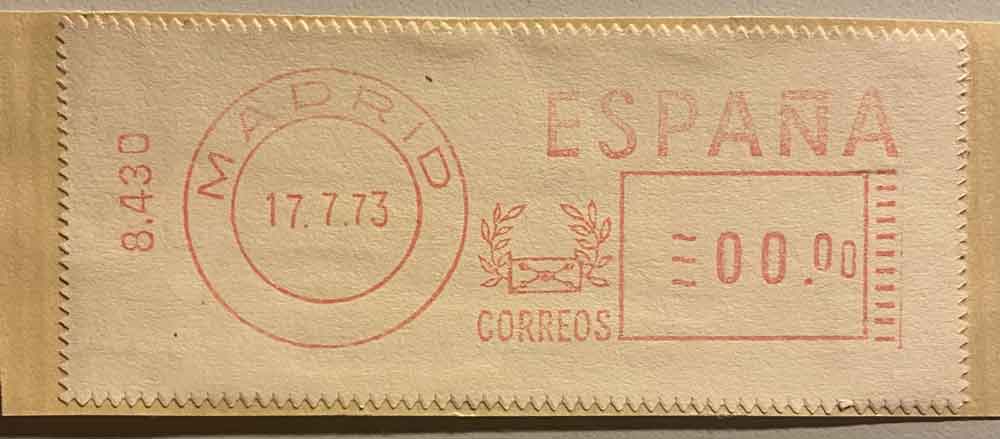 8.430
MADRID
17.7.73
ESPAÑA
00.00
CORREOS